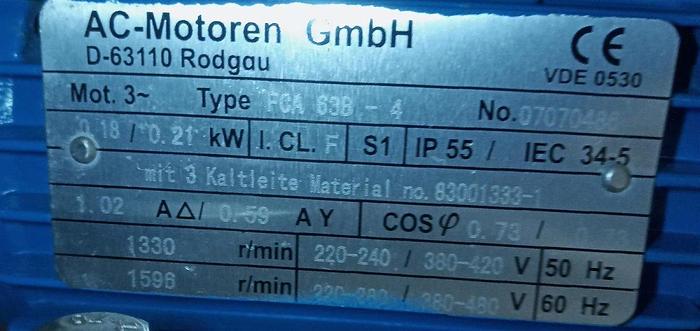 AC-Motoren GmbH
D-63110 Rodgau
CE
VDE 0530
Mot. 3~ Type FCA 63B - 4 No.
0.18 / 0.21 kW I. CL. F S1 IP 55 / IEC 34-5
mit 3 Kaltleite Material no. 83001333-1
1.02 A△/ 0.59 A Y COSφ 0.73 /
1330 r/min 220-240 / 380-420 V 50 Hz
1596 r/min / 380-480 V 60 Hz